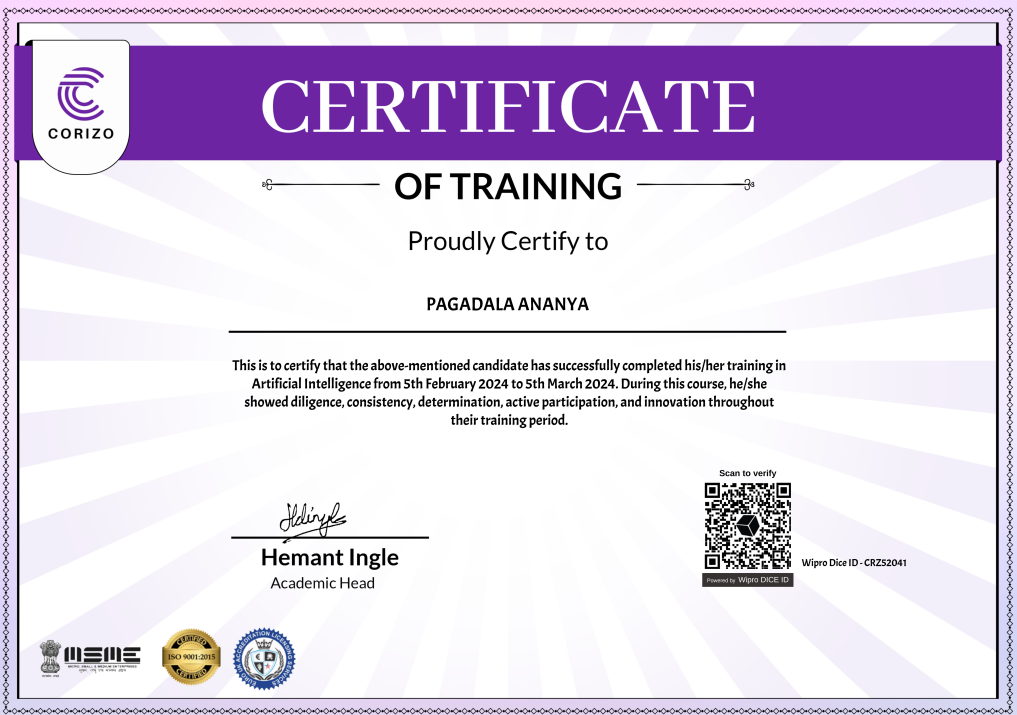 CORIZO
CERTIFICATE
OF TRAINING
Proudly Certify to
PAGADALA ANANYA
This is to certify that the above-mentioned candidate has successfully completed his/her training in
Artificial Intelligence from 5th February 2024 to 5th March 2024. During this course, he/she
showed diligence, consistency, determination, active participation, and innovation throughout
their training period.
Scan to verify
Powered by Wipro DICE ID
Wipro Dice ID - CRZ52041
Hemant Ingle
Academic Head
MSME
MICRO, SMALL & MEDIUM ENTERPRISES
CERTIFIED
ISO 9001:2015
CERTIFIED